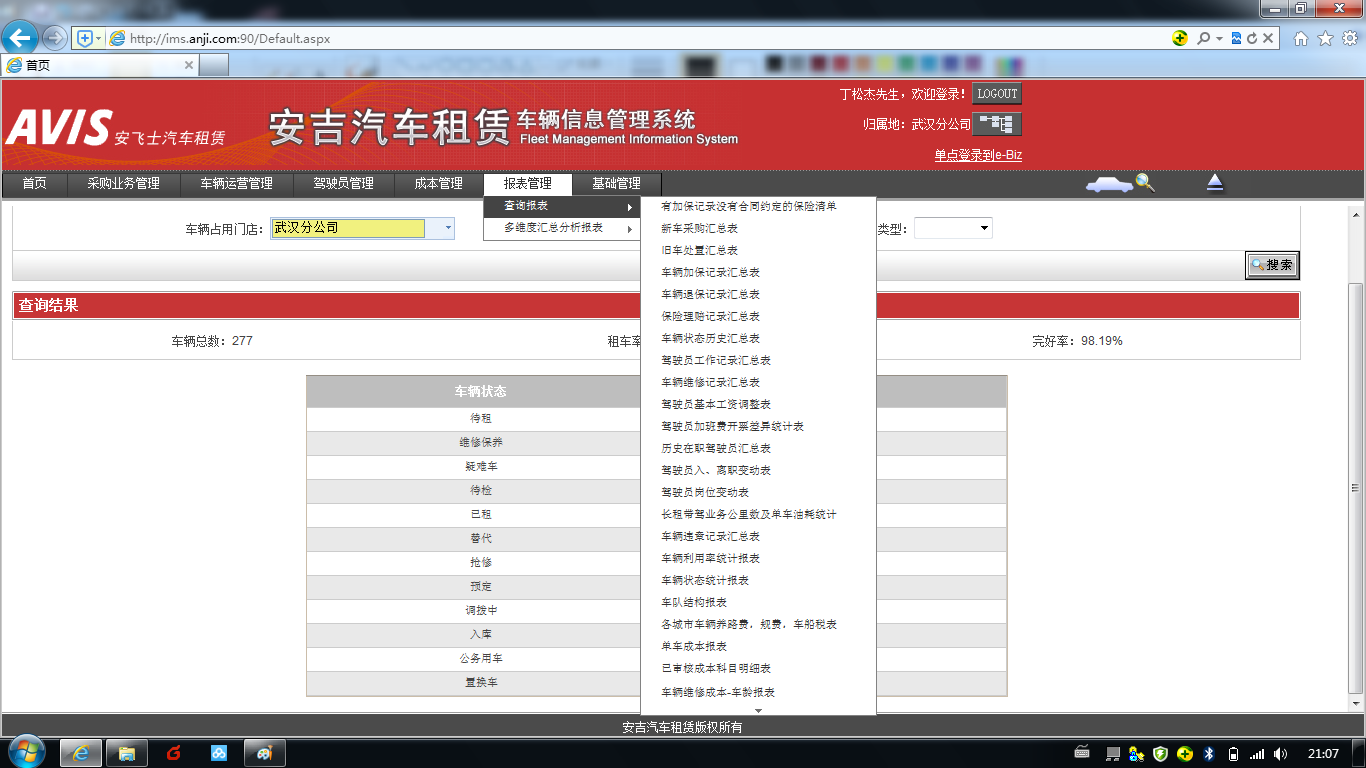 http://ims.anji.com:90/Default.aspx
首页
丁松杰先生，欢迎登录！ LOGOUT
AVIS 安飞士汽车租赁
安吉汽车租赁 车辆信息管理系统
Fleet Management Information System
归属地：武汉分公司
单点登录到e-Biz
首页 采购业务管理 车辆运营管理 驾驶员管理 成本管理 报表管理 基础管理
查询报表
多维度汇总分析报表
车辆占用门店： 武汉分公司
类型：
搜索
查询结果
车辆总数：277
租车率
完好率：98.19%
车辆状态
待租
维修保养
疑难车
待检
已租
替代
抢修
预定
调拨中
入库
公务用车
置换车
有加保记录没有合同约定的保险清单
新车采购汇总表
旧车处置汇总表
车辆加保记录汇总表
车辆退保记录汇总表
保险理赔记录汇总表
车辆状态历史汇总表
驾驶员工作记录汇总表
车辆维修记录汇总表
驾驶员基本工资调整表
驾驶员加班费开票差异统计表
历史在职驾驶员汇总表
驾驶员入、离职变动表
驾驶员岗位变动表
长租带驾业务公里数及单车油耗统计
车辆违章记录汇总表
车辆利用率统计报表
车辆状态统计报表
车队结构报表
各城市车辆养路费，规费，车船税表
单车成本报表
已审核成本科目明细表
车辆维修成本-车龄报表
安吉汽车租赁版权所有
21:07